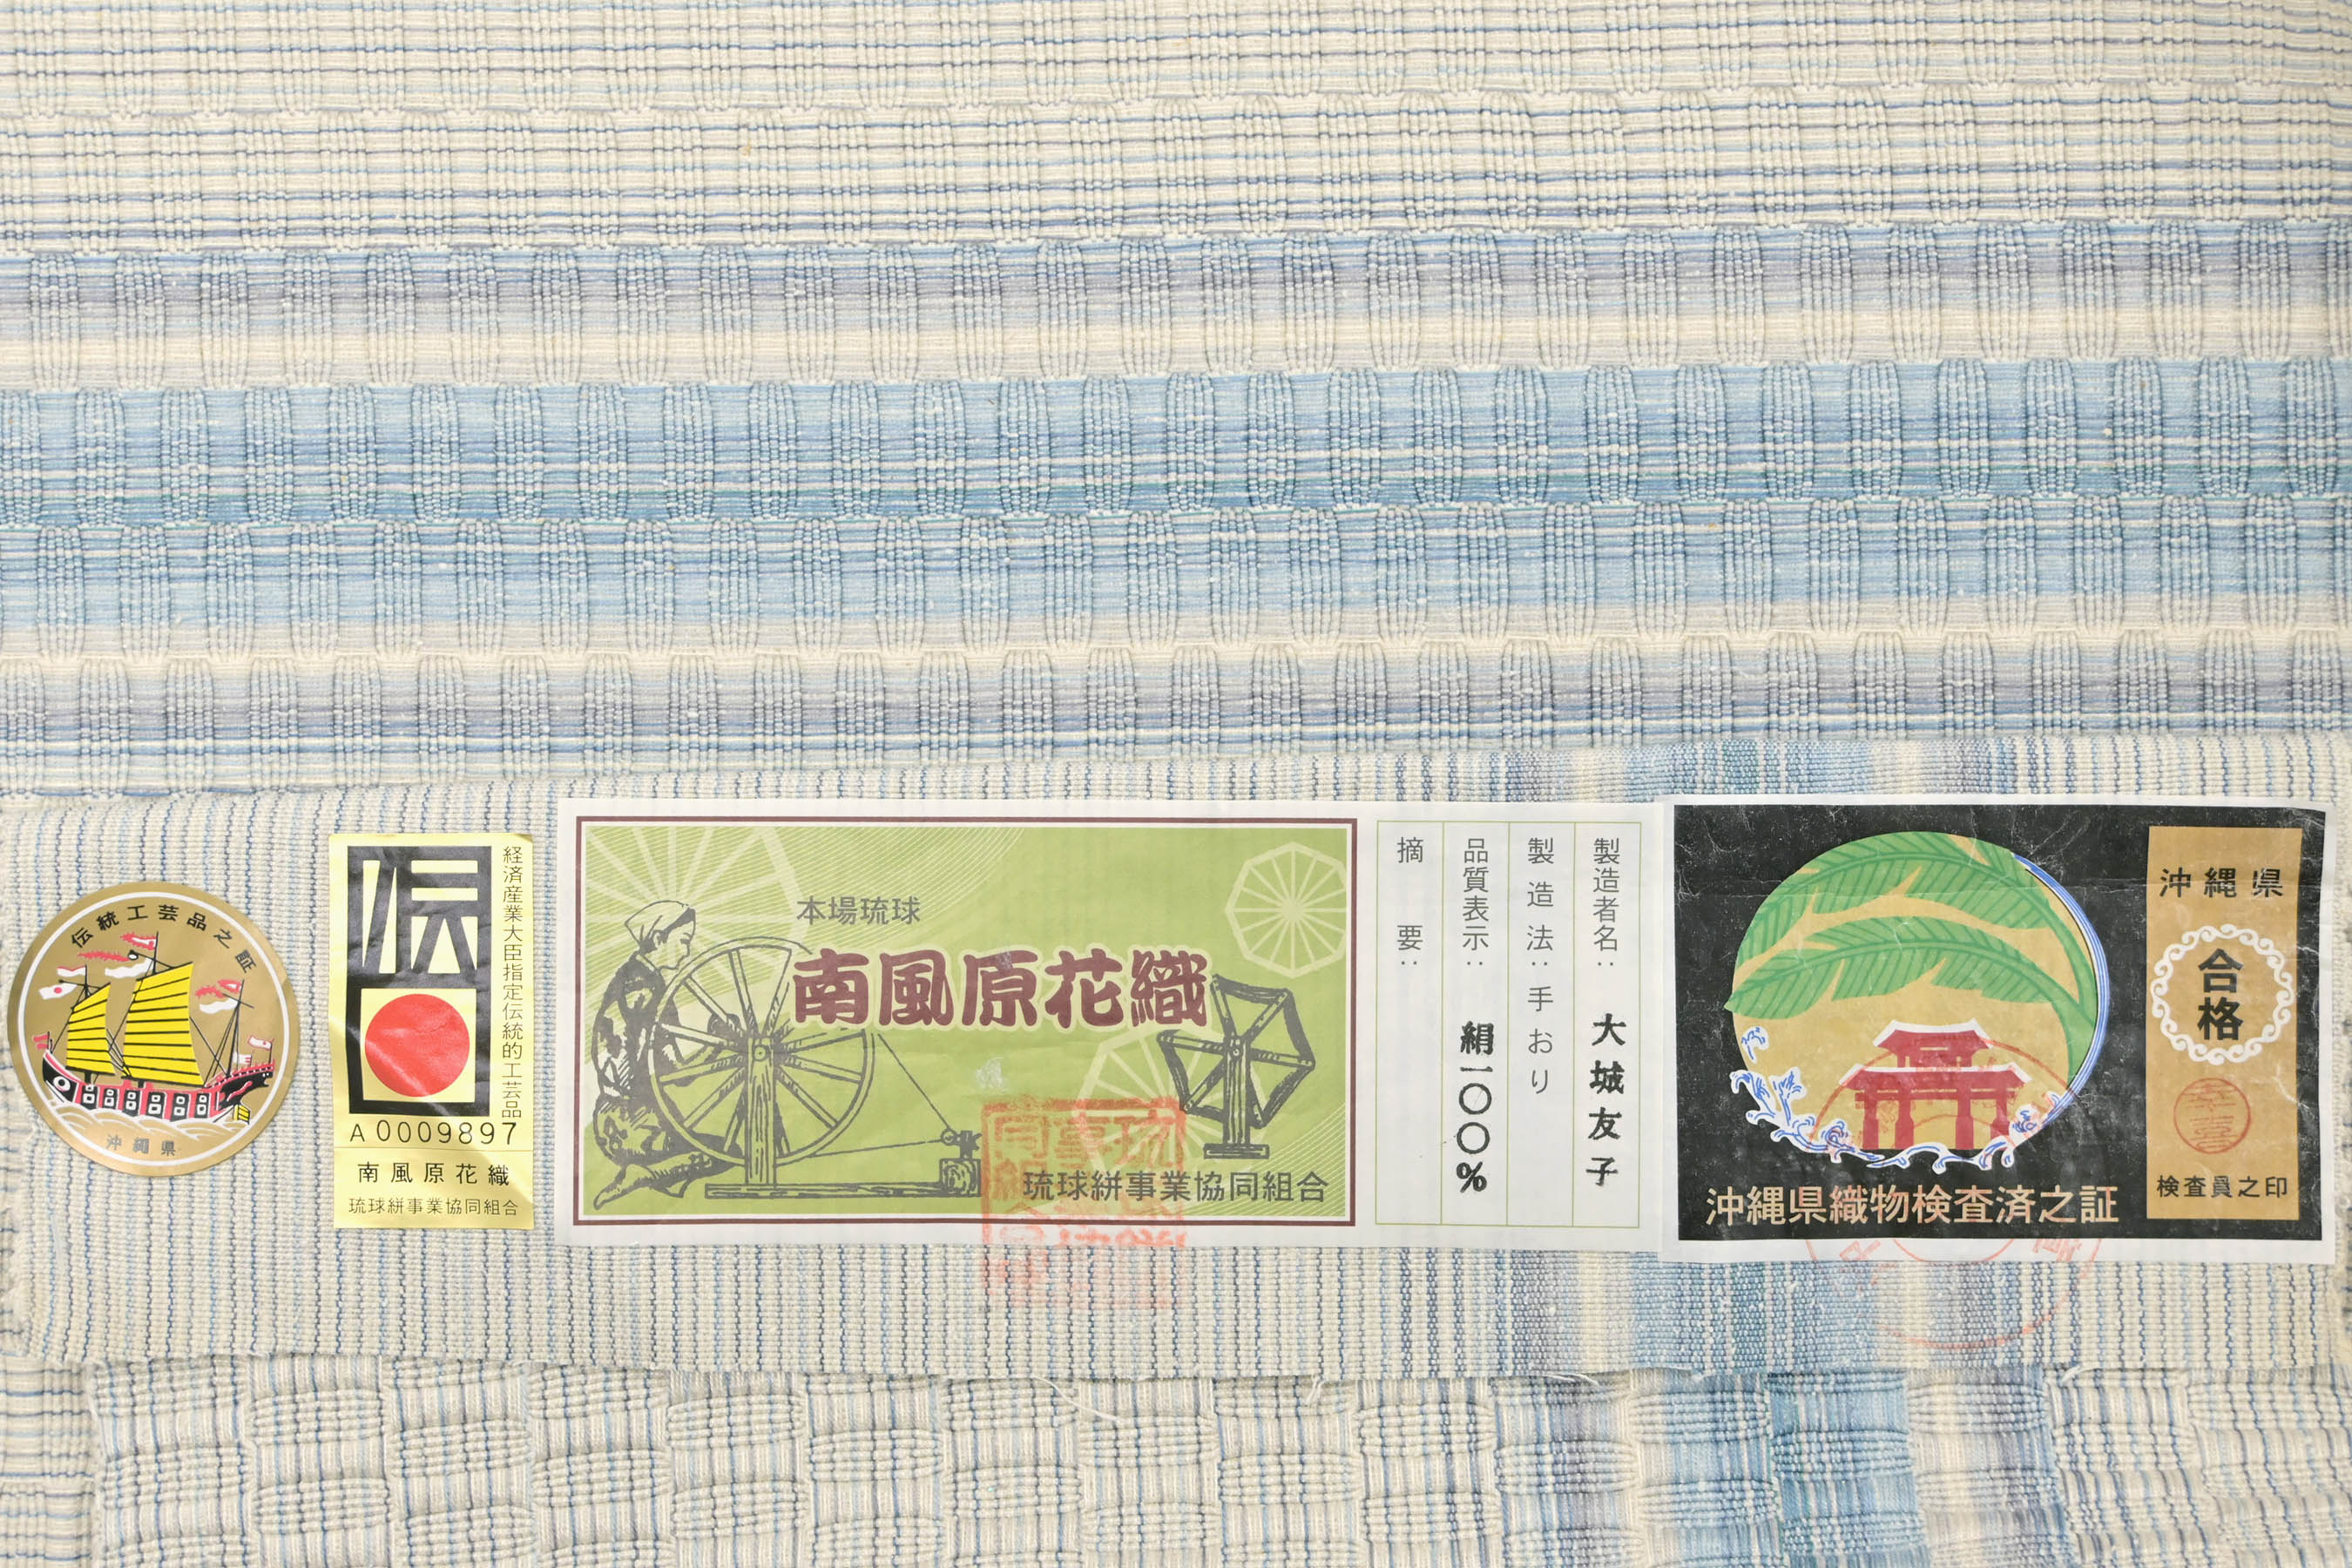 伝統工芸品之証
沖縄県
伝
経済産業大臣指定伝統的工芸品
A0009897
南風原花織
琉球絣事業協同組合
本場琉球
南風原花織
琉球絣事業協同組合
製造者名: 大城友子
製造法: 手おり
品質表示: 絹一〇〇%
摘要:
沖縄県織物検査済之証
沖縄県
合格
検査員之印